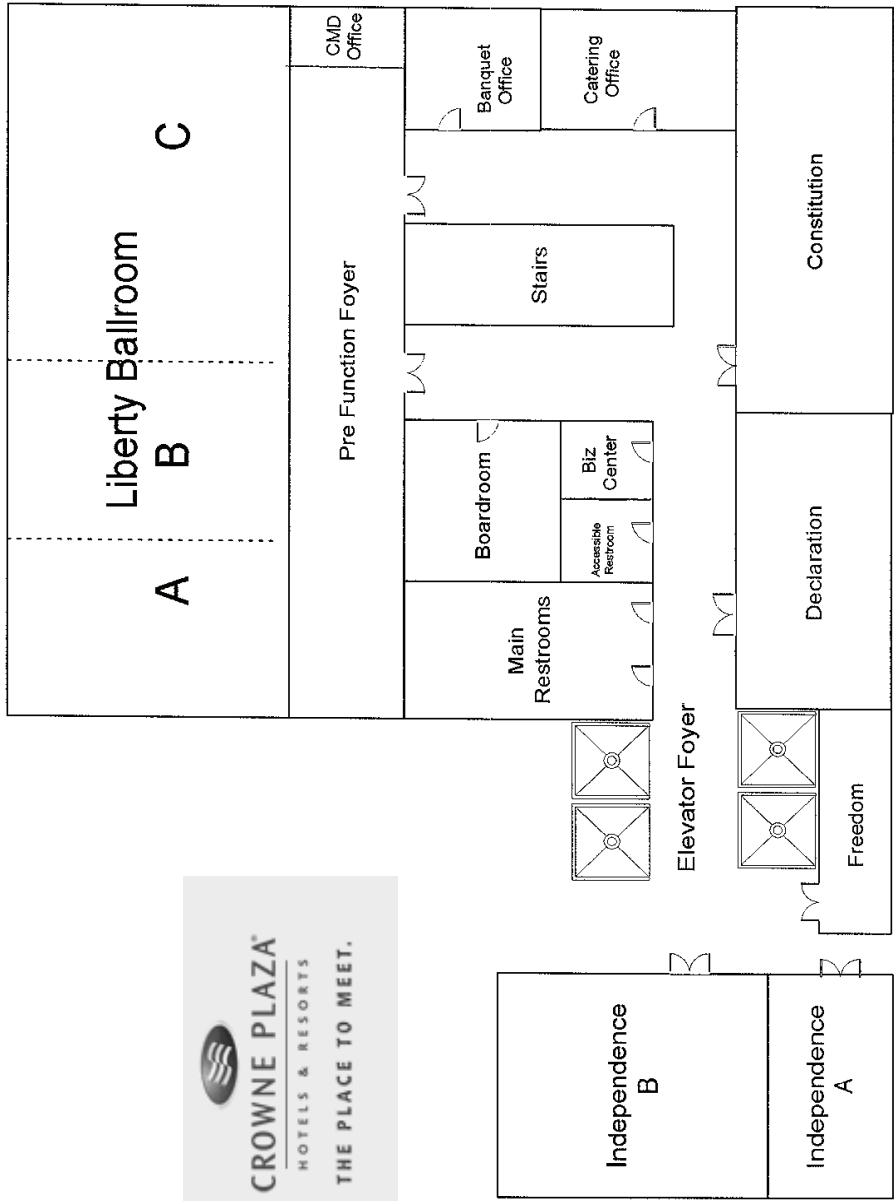 CROWNE PLAZA®
HOTELS & RESORTS
THE PLACE TO MEET.
Liberty Ballroom
A
B
C
Pre Function Foyer
CMD
Office
Main
Restrooms
Boardroom
Accessible
Restroom
Biz
Center
Stairs
Banquet
Office
Catering
Office
Elevator Foyer
Independence
B
Independence
A
Freedom
Declaration
Constitution